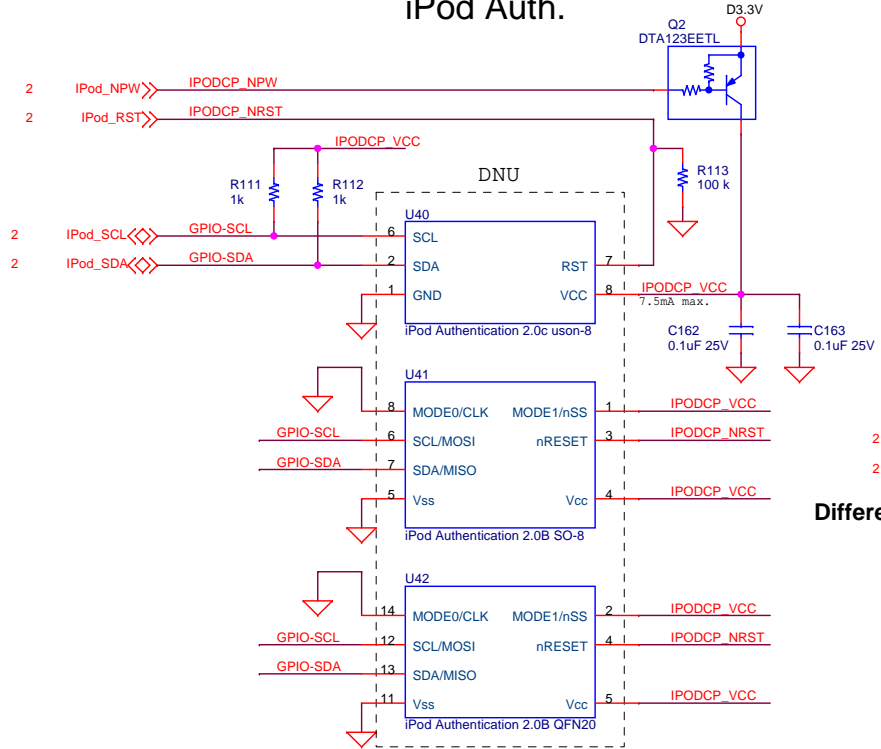 iPod Auth.
D3.3V
Q2
DTA123EETL
2 IPod_NPW IPODCP_NPW
2 IPod_RST IPODCP_NRST
IPODCP_VCC
DNU
R111
1k
R112
1k
R113
100 k
U40
2 IPod_SCL GPIO-SCL 6 SCL
2 IPod_SDA GPIO-SDA 2 SDA RST 7
1 GND VCC 8 IPODCP_VCC
7.5mA max.
iPod Authentication 2.0c uson-8
C162
0.1uF 25V
C163
0.1uF 25V
U41
8 MODE0/CLK MODE1/nSS 1 IPODCP_VCC
GPIO-SCL 6 SCL/MOSI nRESET 3 IPODCP_NRST
2
GPIO-SDA 7 SDA/MISO
2
5 Vss Vcc 4 IPODCP_VCC
iPod Authentication 2.0B SO-8
Differe
U42
14 MODE0/CLK MODE1/nSS 2 IPODCP_VCC
GPIO-SCL 12 SCL/MOSI nRESET 4 IPODCP_NRST
GPIO-SDA 13 SDA/MISO
11 Vss Vcc 5 IPODCP_VCC
iPod Authentication 2.0B QFN20